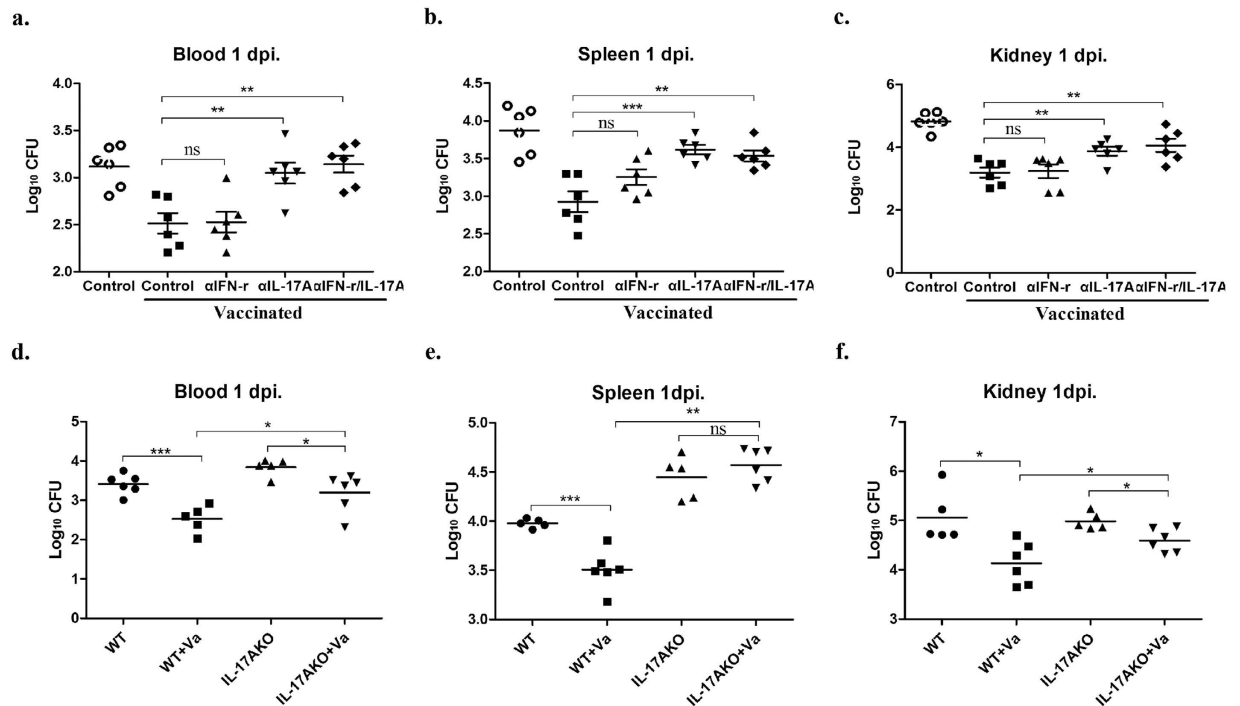 a.
Blood 1 dpi.
Log10 CFU
4.0
3.5
3.0
2.5
2.0
**
**
ns
Control Control αIFN-r αIL-17A αIFN-r/IL-17A
Vaccinated
b.
Spleen 1 dpi.
Log10 CFU
4.5
4.0
3.5
3.0
2.5
2.0
**
***
ns
Control Control αIFN-r αIL-17A αIFN-r/IL-17A
Vaccinated
c.
Kidney 1 dpi.
Log10 CFU
6
4
2
**
**
ns
Control Control αIFN-r αIL-17A αIFN-r/IL-17A
Vaccinated
d.
Blood 1 dpi.
Log10 CFU
5
4
3
2
1
0
*
***
*
WT WT+Va IL-17AKO IL-17AKO+Va
e.
Spleen 1dpi.
Log10 CFU
5.0
4.5
4.0
3.5
3.0
**
ns
***
WT WT+Va IL-17AKO IL-17AKO+Va
f.
Kidney 1dpi.
Log10 CFU
7
6
5
4
3
*
*
*
WT WT+Va IL-17AKO IL-17AKO+Va